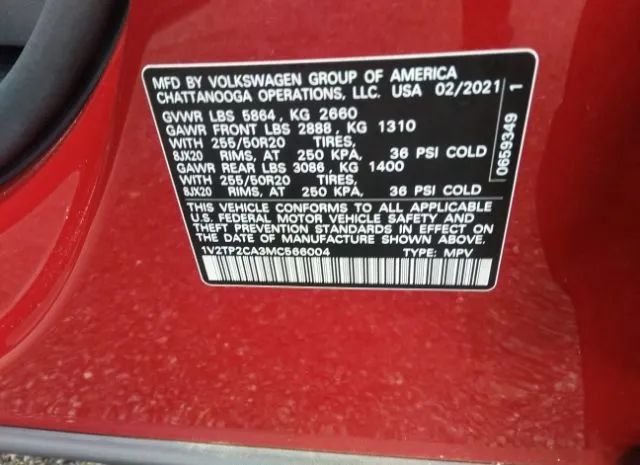 MFD BY VOLKSWAGEN GROUP OF AMERICA
CHATTANOOGA OPERATIONS, LLC. USA 02/2021
GVWR LBS 5864, KG 2660
GAWR FRONT LBS 2888, KG 1310
WITH 255/50R20 TIRES,
8JX20 RIMS, AT 250 KPA, 36 PSI COLD
GAWR REAR LBS 3086, KG 1400
WITH 255/50R20 TIRES,
8JX20 RIMS, AT 250 KPA, 36 PSI COLD
THIS VEHICLE CONFORMS TO ALL APPLICABLE
U.S. FEDERAL MOTOR VEHICLE SAFETY AND
THEFT PREVENTION STANDARDS IN EFFECT ON
THE DATE OF MANUFACTURE SHOWN ABOVE.
1V2TP2CA3MC566004 TYPE: MPV
0659349 1